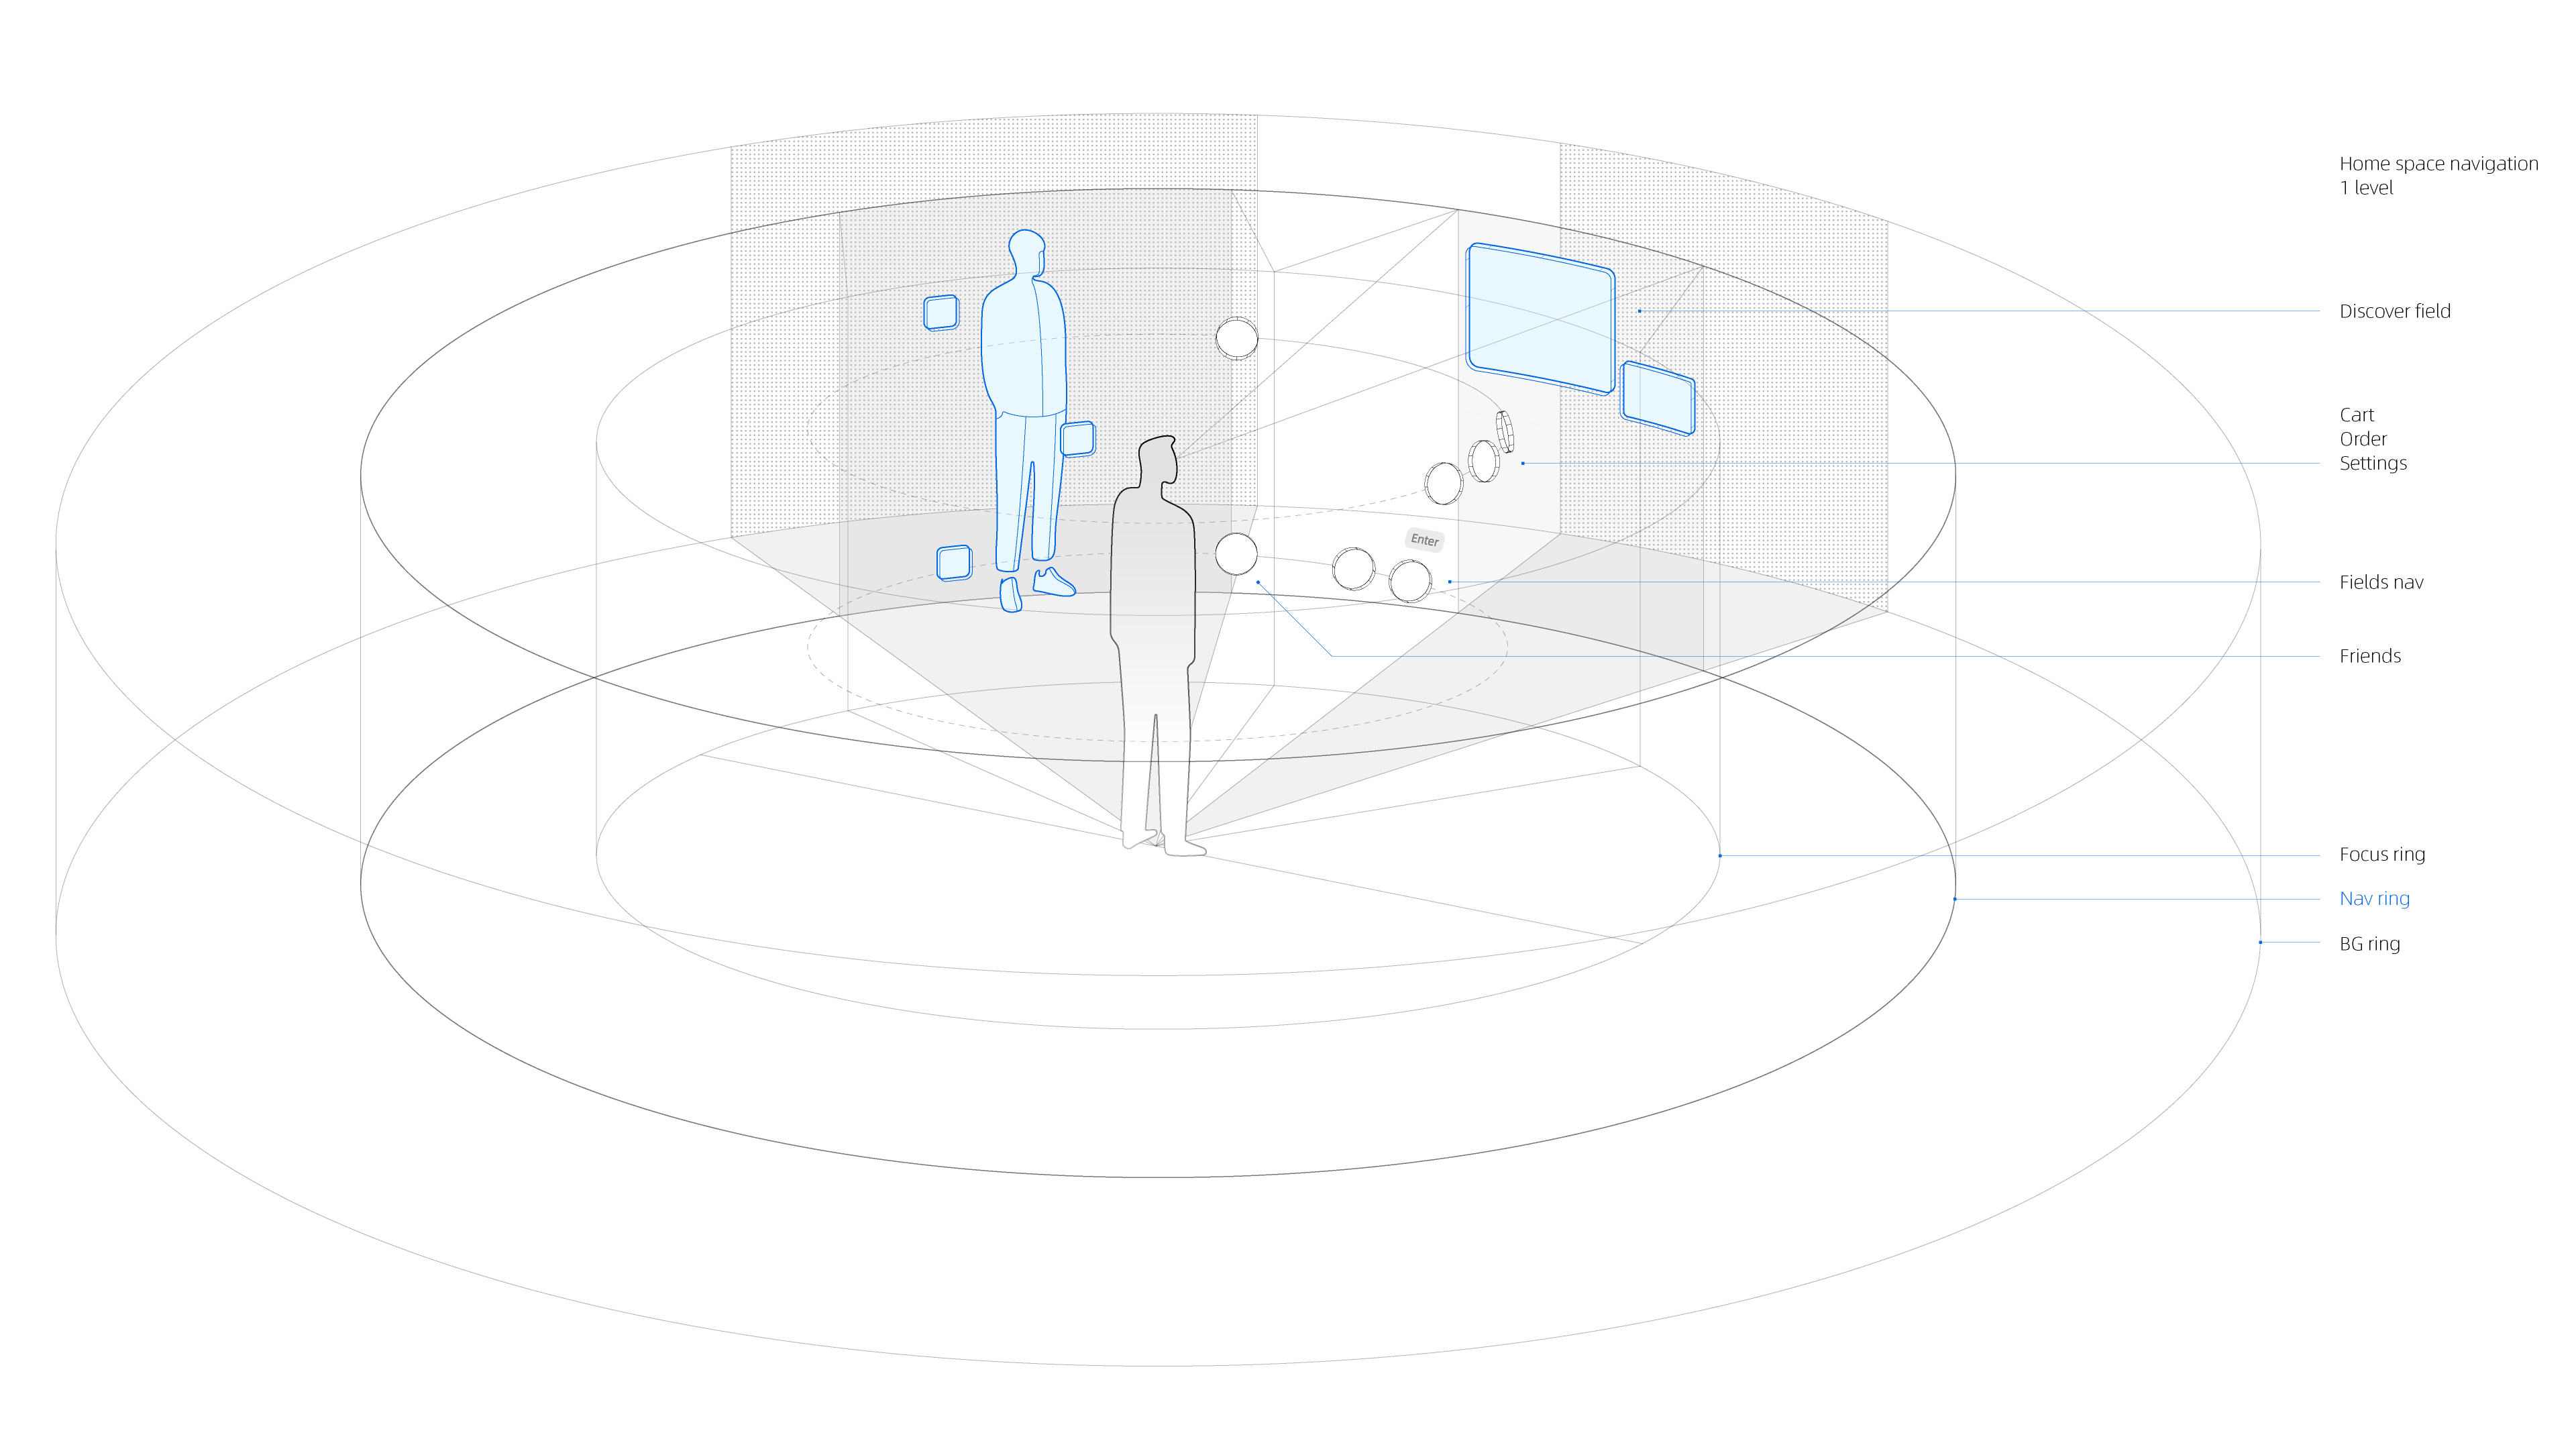 Home space navigation
1 level
Discover field
Cart
Order
Settings
Enter
Fields nav
Friends
Focus ring
Nav ring
BG ring